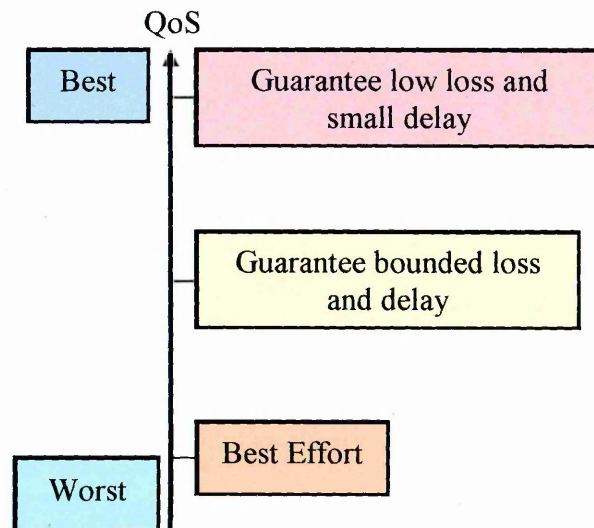 QoS
Best
Guarantee low loss and
small delay
Guarantee bounded loss
and delay
Best Effort
Worst